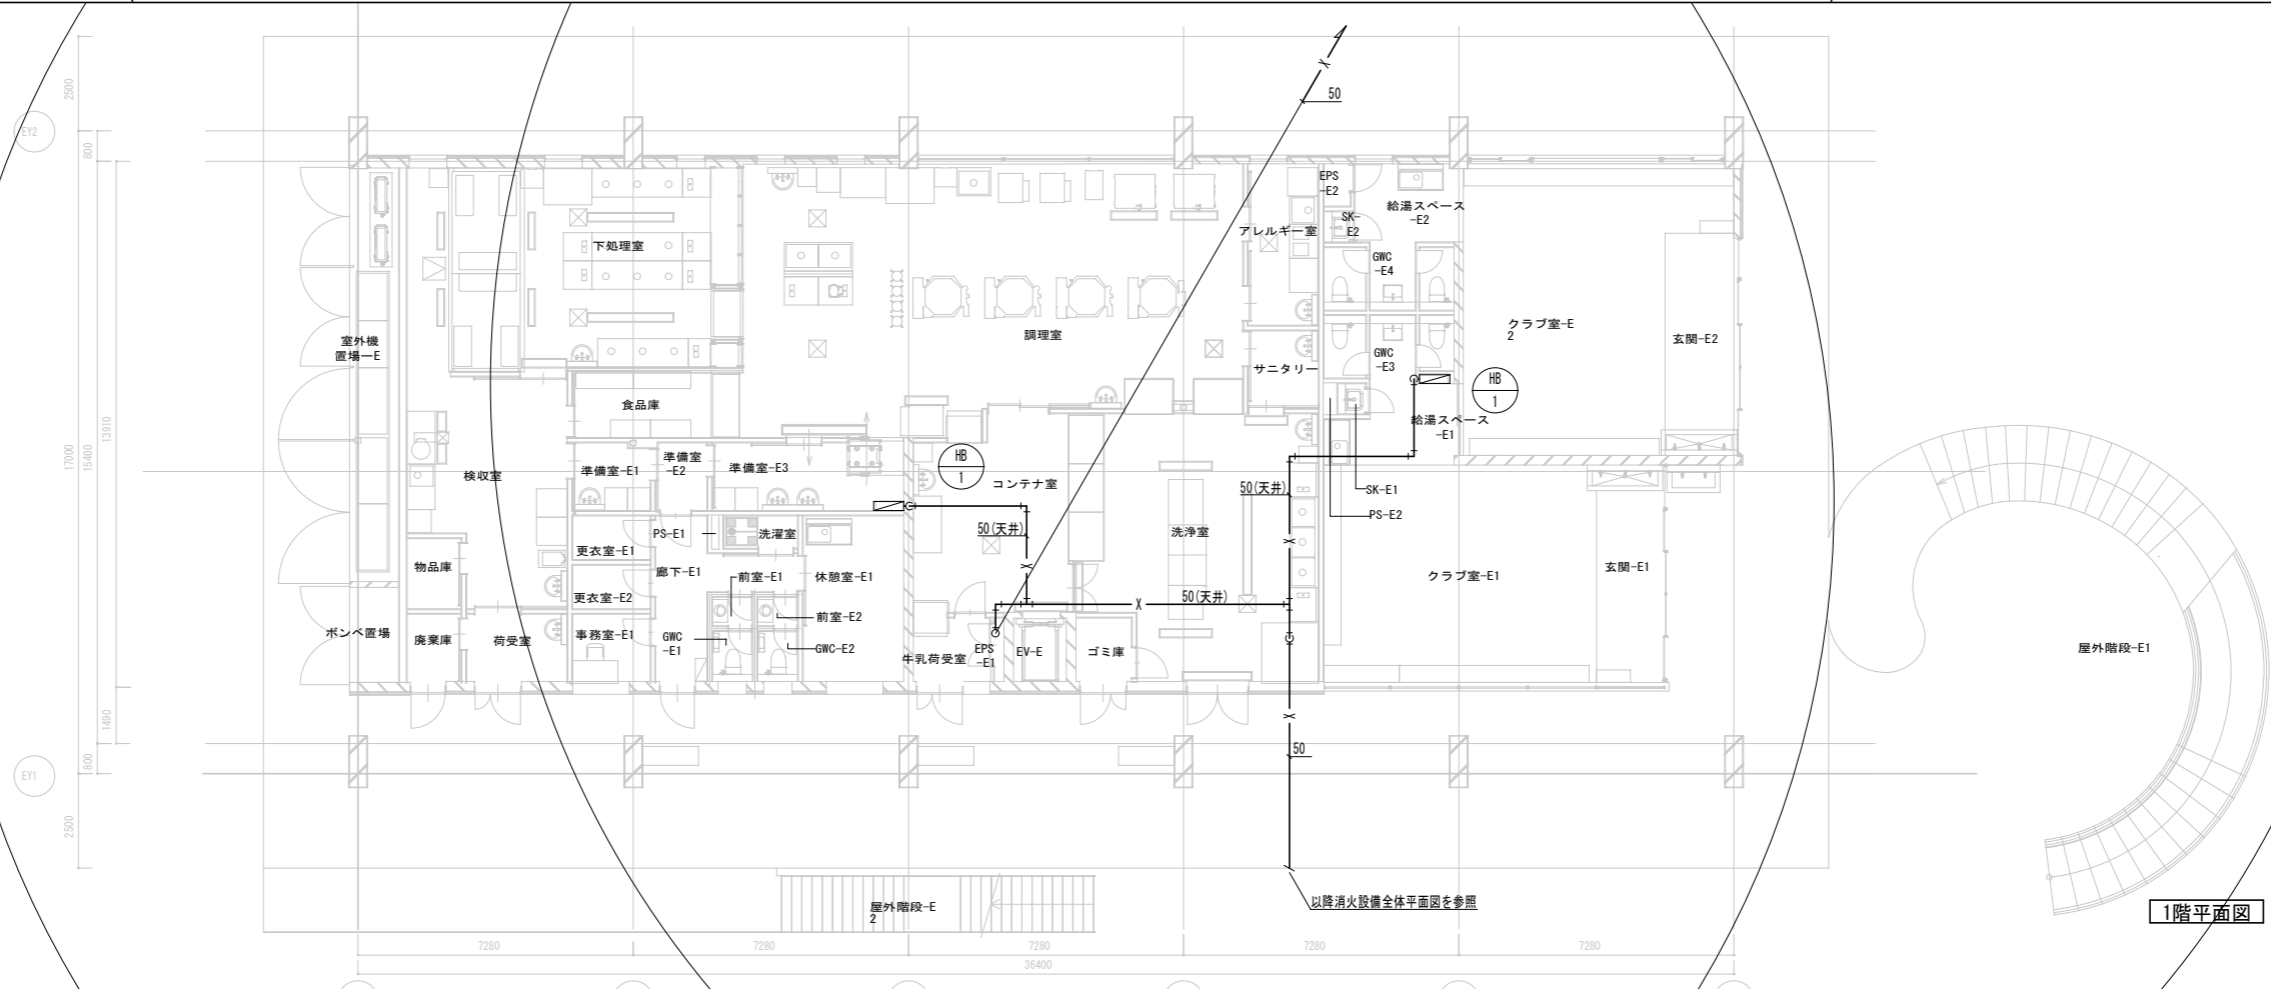 50
2500
EY2
800
EPS
-E2
給湯スペース
-E2
SK-
E2
アレルギー室
下処理室
GWC
-E4
クラブ室-E
2
室外機
置場ーE
調理室
玄関-E2
GWC
-E3
サニタリー
HB
1
食品庫
給湯スペース
-E1
13910
15400
17000
準備室
-E2
準備室-E1
準備室-E3
HB
1
検収室
コンテナ室
50(天井)
SK-E1
PS-E2
50(天井)
PS-E1
洗濯室
洗浄室
更衣室-E1
物品庫
廊下-E1
前室-E1
休憩室-E1
玄関-E1
クラブ室-E1
更衣室-E2
50(天井)
前室-E2
ボンベ置場
廃棄庫
荷受室
事務室-E1
GWC
-E1
GWC-E2
牛乳荷受室
EPS
-E1
EV-E
ゴミ庫
屋外階段-E1
1490
50
800
EY1
2500
以降消火設備全体平面図を参照
屋外階段-E
2
1階平面図
7280
7280
7280
7280
7280
36400